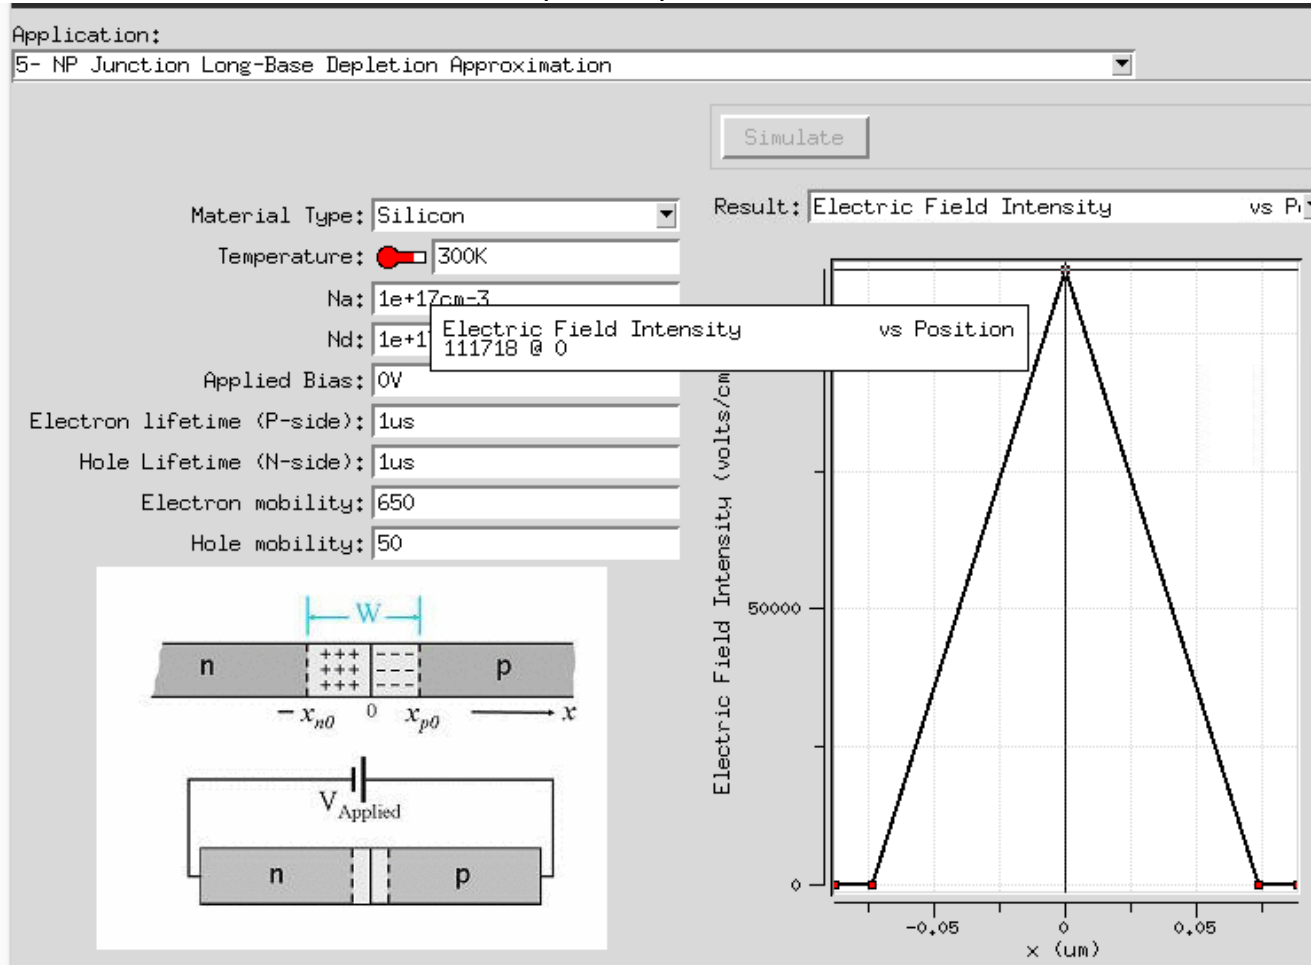 Application:
5- NP Junction Long-Base Depletion Approximation
Simulate
Material Type: Silicon
Result: Electric Field Intensity vs P
Temperature: 300K
Na: 1e+17cm-3
Nd: 1e+1
Electric Field Intensity vs Position
111718 @ 0
Applied Bias: 0V
Electron lifetime (P-side): 1us
Hole Lifetime (N-side): 1us
Electron mobility: 650
Hole mobility: 50
W
n
+++ ---
+++ ---
+++ ---
p
- xn0 0 xp0 x
VApplied
n p
Electric Field Intensity (volts/cm
50000
0
-0.05 0 0.05
x (um)